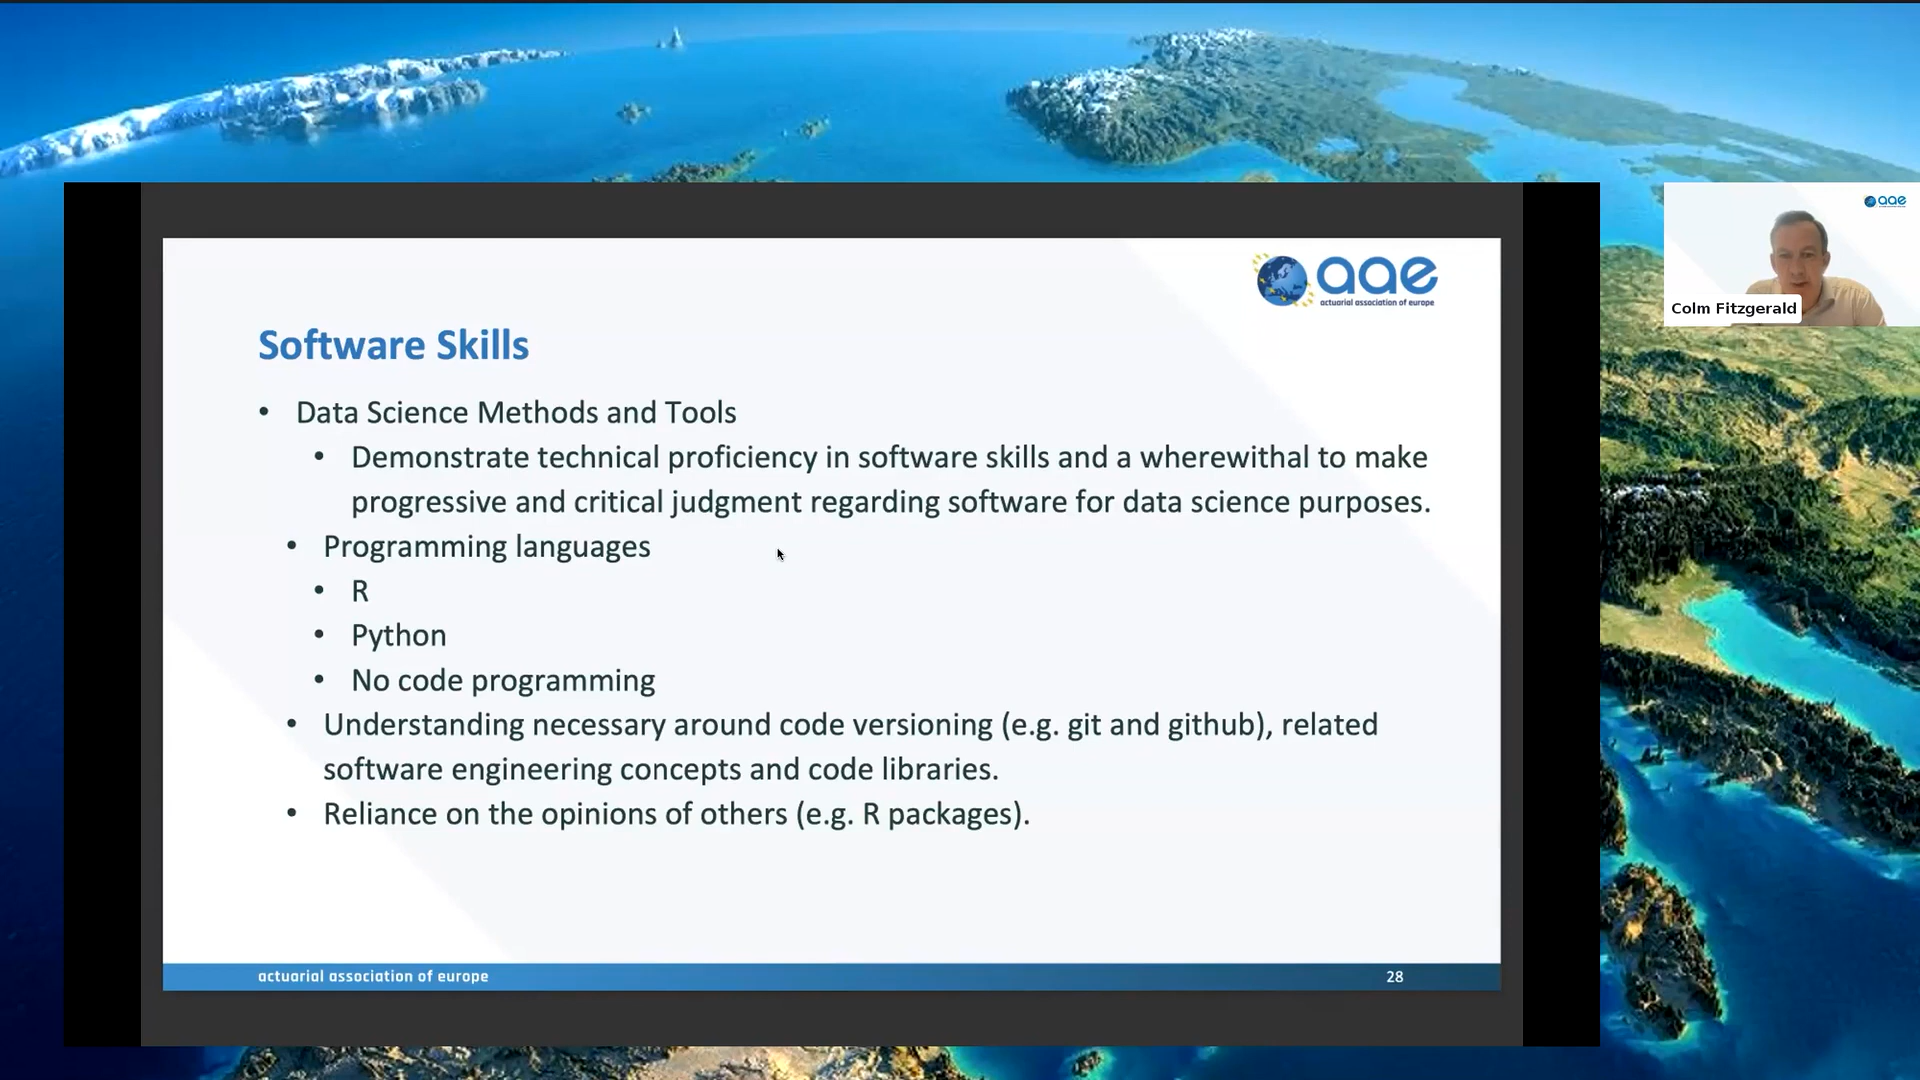 aae
actuarial association of europe
aae
Colm Fitzgerald
Software Skills
• Data Science Methods and Tools
• Demonstrate technical proficiency in software skills and a wherewithal to make
progressive and critical judgment regarding software for data science purposes.
• Programming languages
• R
• Python
• No code programming
• Understanding necessary around code versioning (e.g. git and github), related
software engineering concepts and code libraries.
• Reliance on the opinions of others (e.g. R packages).
actuarial association of europe
28